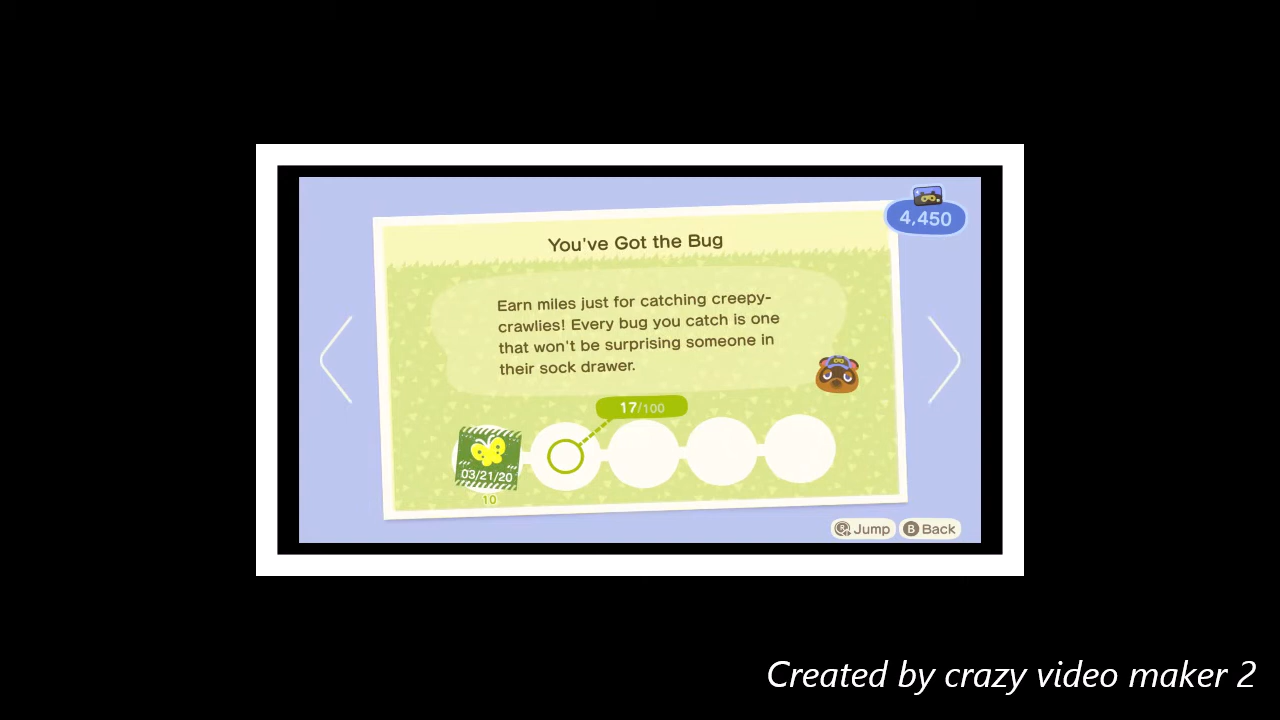 4,450
You've Got the Bug
Earn miles just for catching creepy-
crawlies! Every bug you catch is one
that won't be surprising someone in
their sock drawer.
17/100
03/21/20
10
R Jump B Back
Created by crazy video maker 2